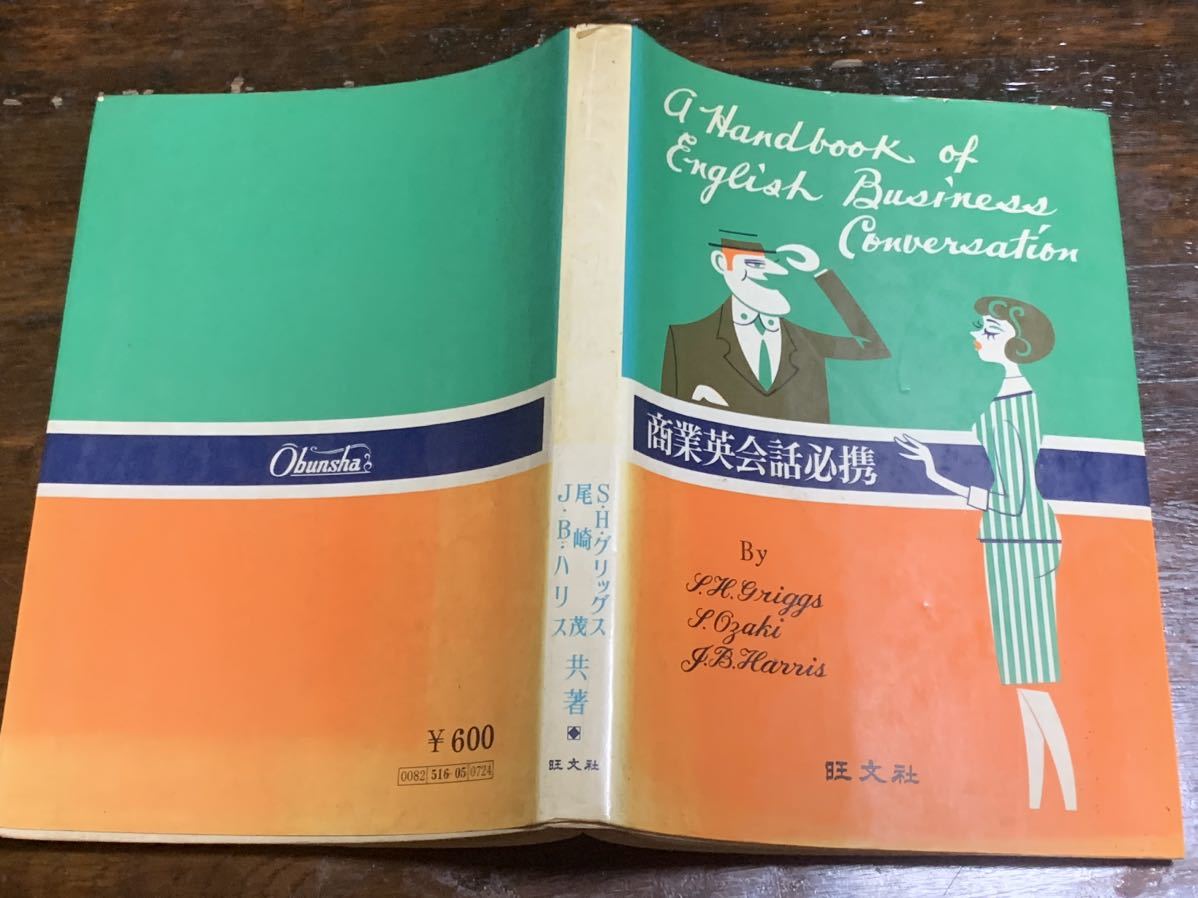 A Handbook of
English Business
Conversation
商業英会話必携
By
S.H.Griggs
S.Ozaki
J.B.Harris
旺文社
S・H・グリッグス
尾崎茂
J・B・ハリス
共著
旺文社
Obunsha
¥600
0082 516-05 0724